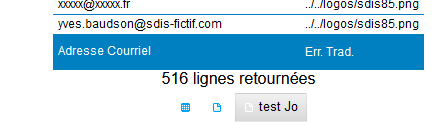 xxxxx@xxxxx.fr ../../logos/sdis85.png
yves.baudson@sdis-fictif.com ../../logos/sdis85.png
Adresse Courriel Err. Trad.
516 lignes retournées
test Jo